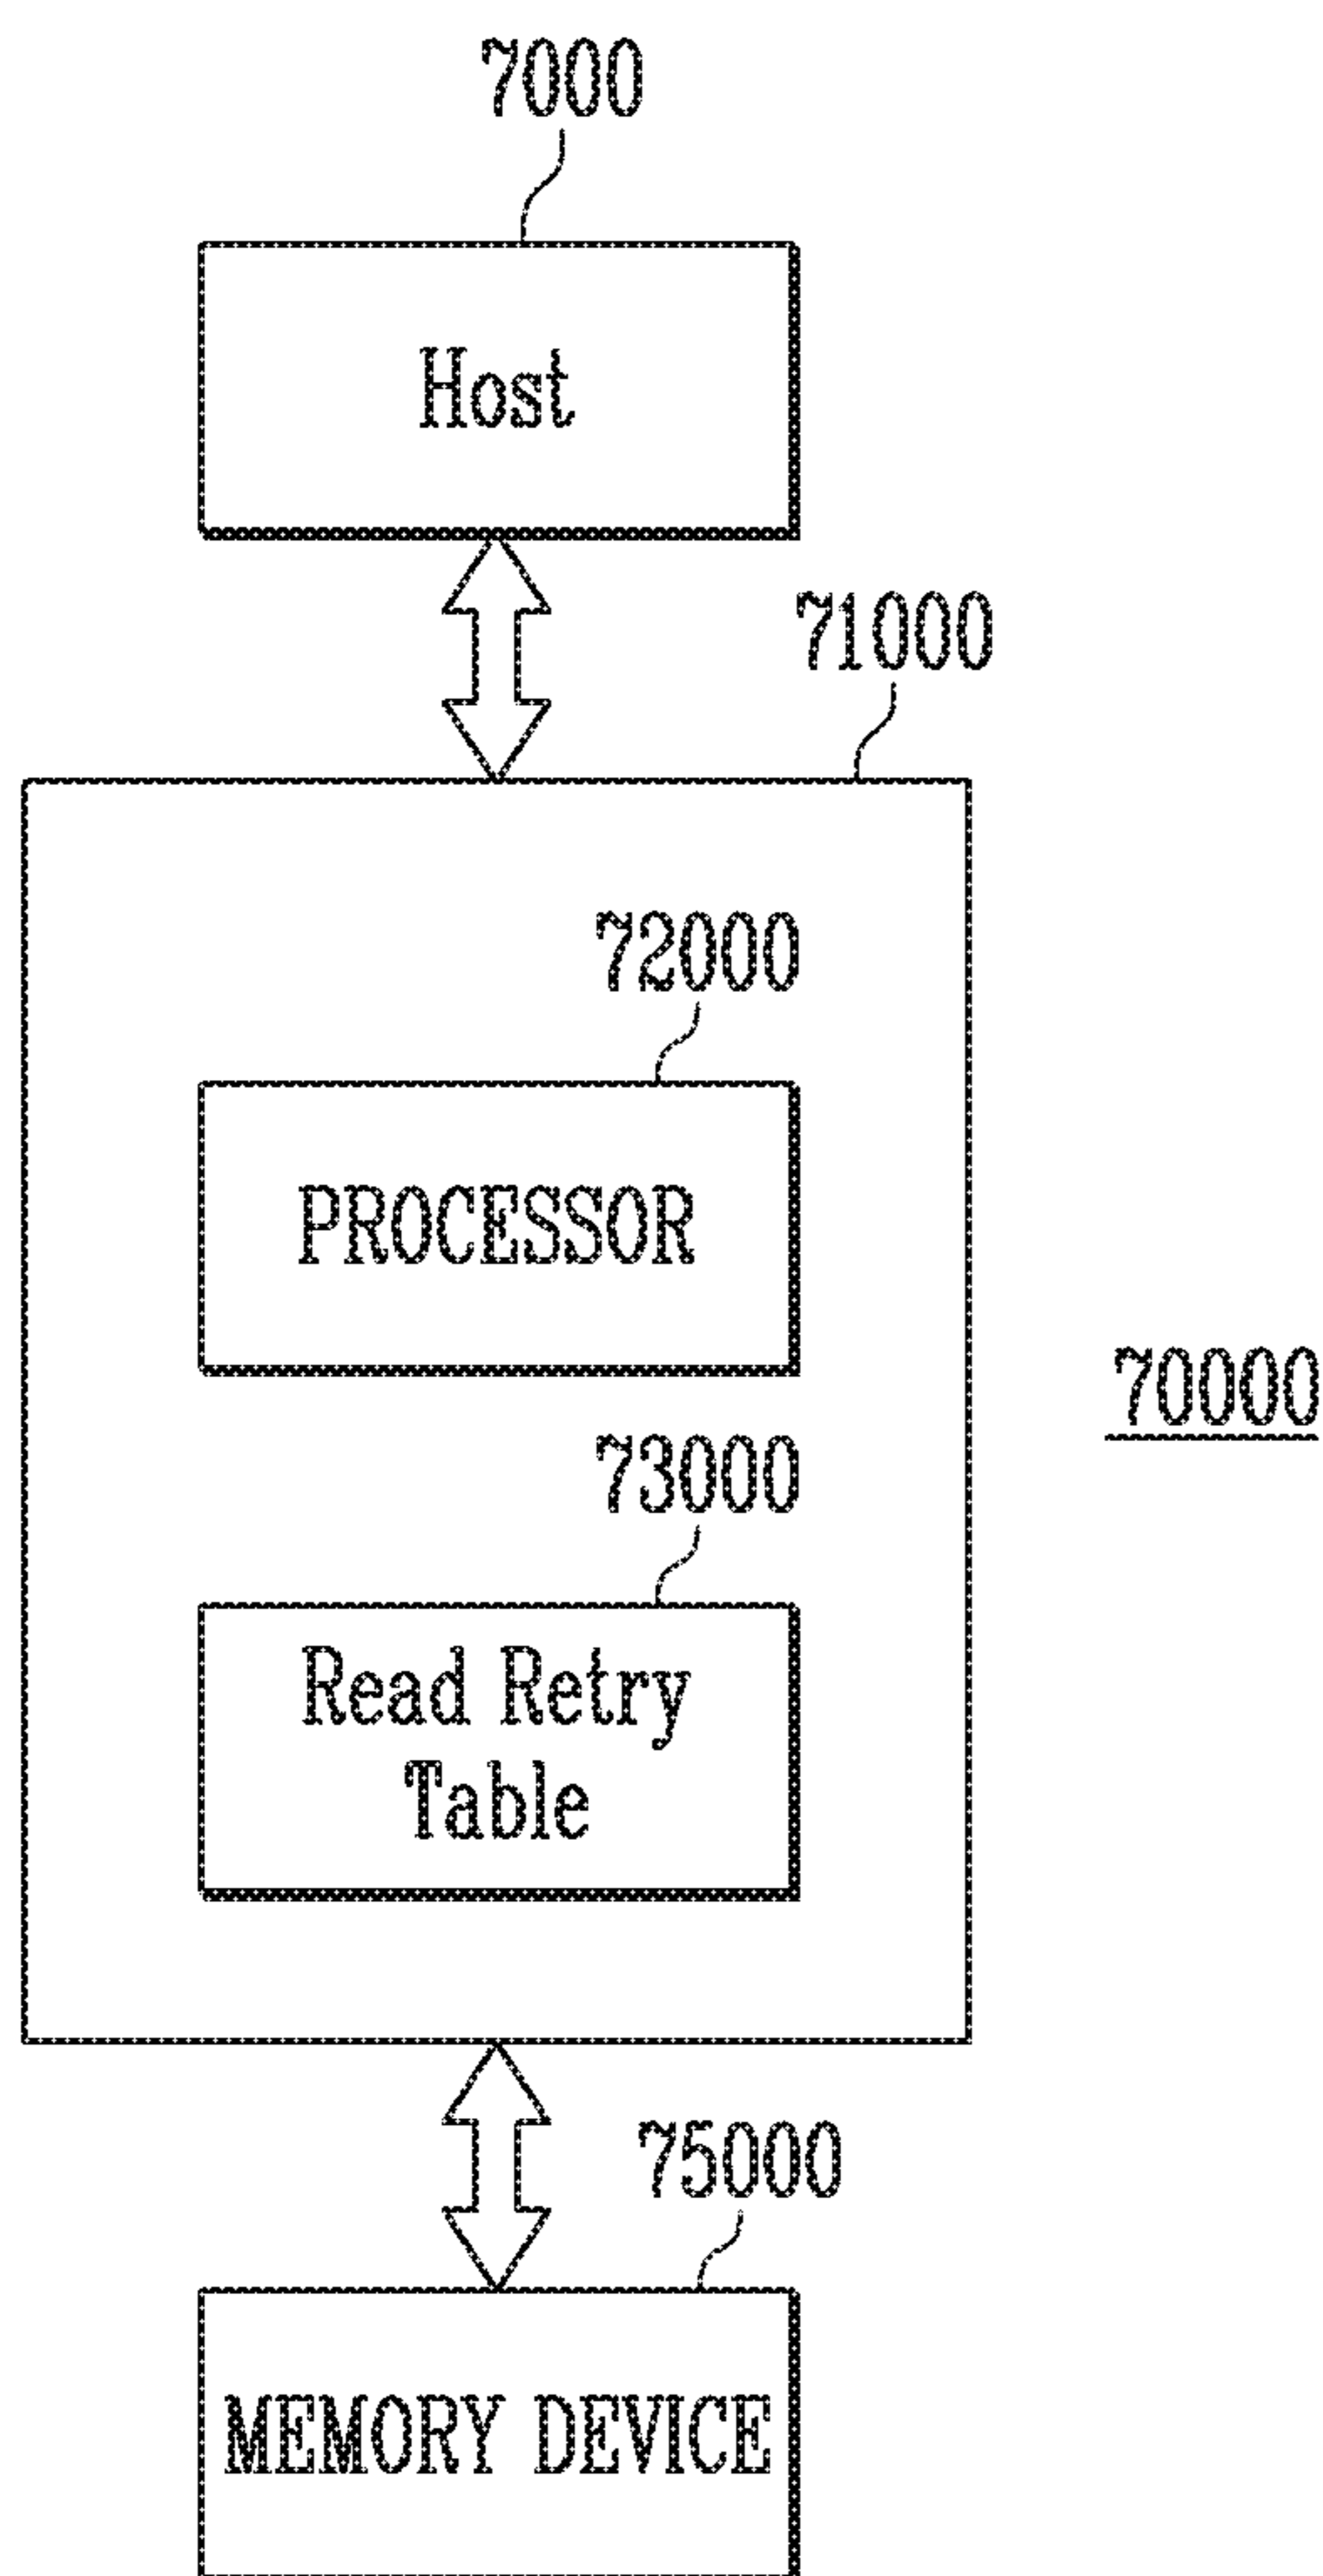 7000
Host
71000
72000
PROCESSOR
70000
73000
Read Retry
Table
75000
MEMORY DEVICE